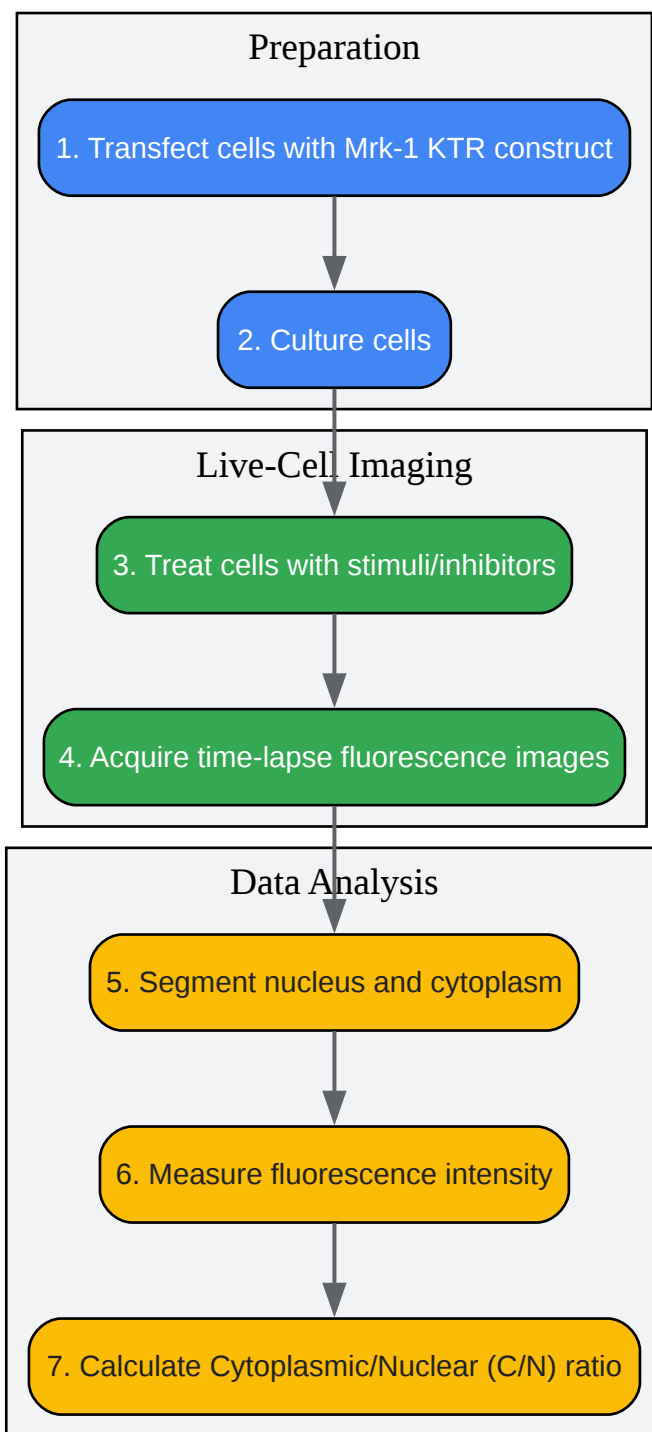 Preparation
1. Transfect cells with Mrk-1 KTR construct
2. Culture cells
Live-Cell Imaging
3. Treat cells with stimuli/inhibitors
4. Acquire time-lapse fluorescence images
Data Analysis
5. Segment nucleus and cytoplasm
6. Measure fluorescence intensity
7. Calculate Cytoplasmic/Nuclear (C/N) ratio